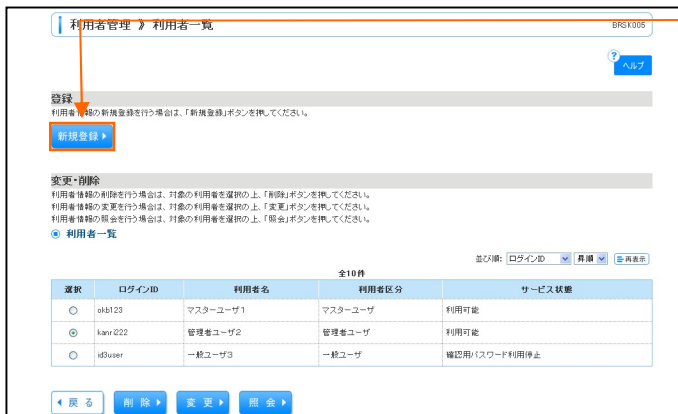 利用者管理 》 利用者一覧
BRSK005
?
ヘルプ
登録
利用者情報の新規登録を行う場合は、「新規登録」ボタンを押してください。
新規登録
変更・削除
利用者情報の削除を行う場合は、対象の利用者を選択の上、「削除」ボタンを押してください。
利用者情報の変更を行う場合は、対象の利用者を選択の上、「変更」ボタンを押してください。
利用者情報の照会を行う場合は、対象の利用者を選択の上、「照会」ボタンを押してください。
利用者一覧
並び順: ログインID 昇順 再表示
全10件
選択 ログインID 利用者名 利用者区分 サービス状態
okb123 マスターユーザ1 マスターユーザ 利用可能
kanri222 管理者ユーザ2 管理者ユーザ 利用可能
id3user 一般ユーザ3 一般ユーザ 確認用パスワード利用停止
戻る 削除 変更 照会